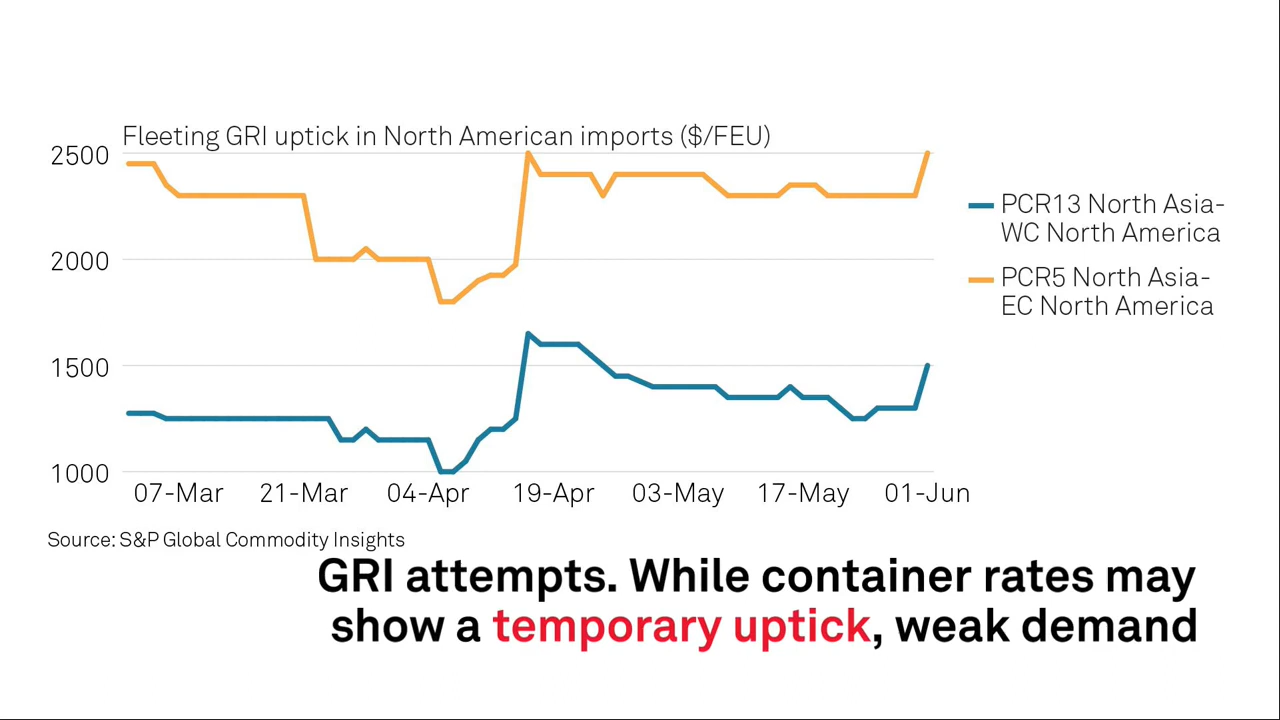 Fleeting GRI uptick in North American imports ($/FEU)
2500
2000
1500
1000
07-Mar 21-Mar 04-Apr 19-Apr 03-May 17-May 01-Jun
PCR13 North Asia-
WC North America
PCR5 North Asia-
EC North America
Source: S&P Global Commodity Insights
GRI attempts. While container rates may
show a temporary uptick, weak demand